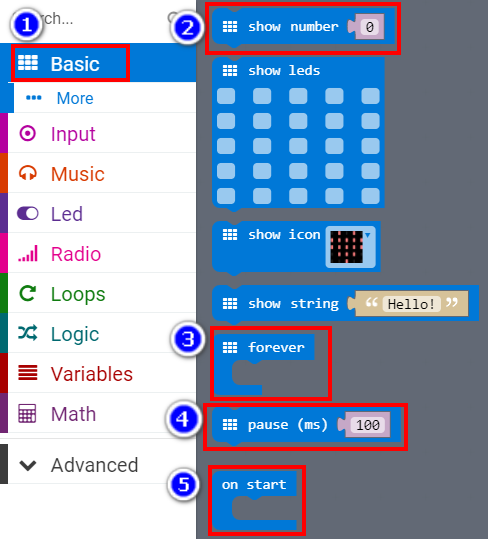 1
rch...
Basic
More
Input
Music
Led
Radio
Loops
Logic
Variables
Math
Advanced
2
show number 0
show leds
show icon
show string “ Hello! ”
3
forever
4
pause (ms) 100
5
on start